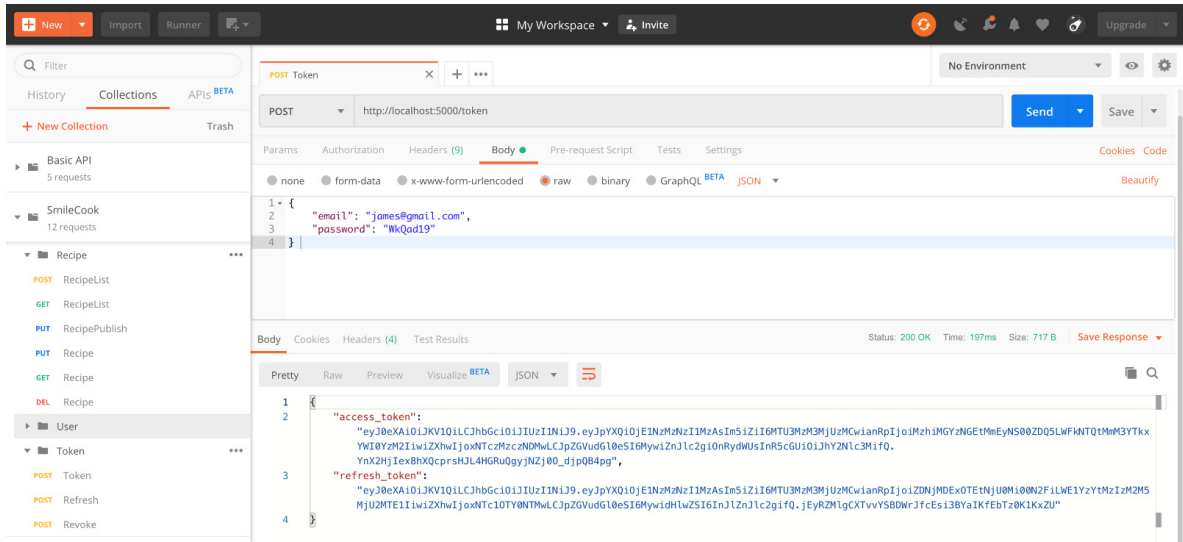 New Import Runner My Workspace Invite Upgrade
Filter
History Collections APIs BETA
+ New Collection Trash
Basic API
5 requests
SmileCook
12 requests
Recipe
POST RecipeList
GET RecipeList
PUT RecipePublish
PUT Recipe
GET Recipe
DEL Recipe
User
Token
POST Token
POST Refresh
POST Revoke
POST Token
No Environment
POST http://localhost:5000/token Send Save
Params Authorization Headers (9) Body Pre-request Script Tests Settings Cookies Code
none form-data x-www-form-urlencoded raw binary GraphQL BETA JSON Beautify
1 {
2 "email": "james@gmail.com",
3 "password": "WkQad19"
4 }
Body Cookies Headers (4) Test Results Status: 200 OK Time: 197ms Size: 717 B Save Response
Pretty Raw Preview Visualize BETA JSON
1 {
2 "access_token":
"eyJ0eXAiOiJKV1QiLCJhbGciOiJIUzI1NiJ9.eyJpYXQiOjE1NzMzNzI1MzAsIm5iZiI6MTU3MzM3MjUzMCwianRpIjoiMzhiMGYzNGEtMmEyNS00ZDQ5LWFkNTQtMmM3YTkx
YWI0YzM2IiwiZXhwIjoxNTczMzczNDMwLCJpZGVudGl0eSI6MywiZnJlc2giOnRydWUsInR5cGUiOiJhY2Nlc3MifQ.
YnX2HjIex8hXQcprsHJL4HGRuQgyjNZj0O_djpQB4pg",
3 "refresh_token":
"eyJ0eXAiOiJKV1QiLCJhbGciOiJIUzI1NiJ9.eyJpYXQiOjE1NzMzNzI1MzAsIm5iZiI6MTU3MzM3MjUzMCwianRpIjoiZDNjMDExOTEtNjU0Mi00N2FiLWE1YzYtMzIzM2M5
MjU2MTE1IiwiZXhwIjoxNTc1OTY0NTMwLCJpZGVudGl0eSI6MywidHlwZSI6InJlZnJlc2gifQ.jEyRZMlgCXTvvYSBDWrJfcEsi3BYaIKfEbTz0K1KxZU"
4 }